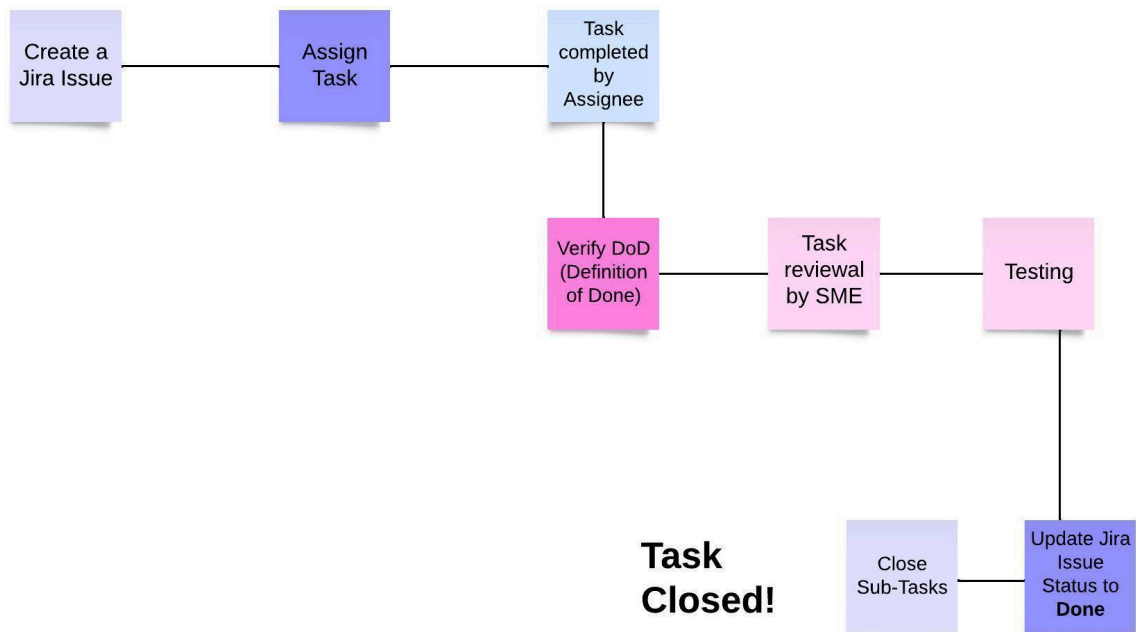 Create a
Jira Issue
Assign
Task
Task
completed
by
Assignee
Verify DoD
(Definition
of Done)
Task
reviewal
by SME
Testing
Update Jira
Issue
Status to
Done
Close
Sub-Tasks
Task
Closed!